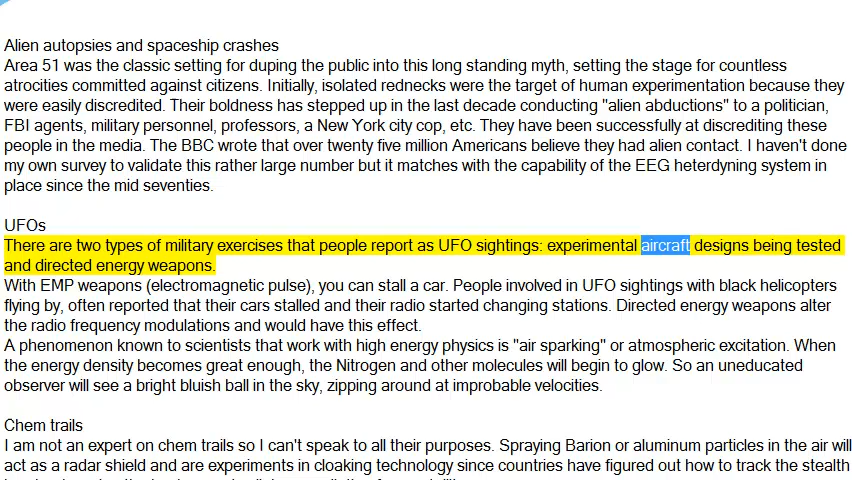 Alien autopsies and spaceship crashes
Area 51 was the classic setting for duping the public into this long standing myth, setting the stage for countless
atrocities committed against citizens. Initially, isolated rednecks were the target of human experimentation because they
were easily discredited. Their boldness has stepped up in the last decade conducting "alien abductions" to a politician,
FBI agents, military personnel, professors, a New York city cop, etc. They have been successfully at discrediting these
people in the media. The BBC wrote that over twenty five million Americans believe they had alien contact. I haven't done
my own survey to validate this rather large number but it matches with the capability of the EEG heterdyning system in
place since the mid seventies.
UFOs
There are two types of military exercises that people report as UFO sightings: experimental aircraft designs being tested
and directed energy weapons.
With EMP weapons (electromagnetic pulse), you can stall a car. People involved in UFO sightings with black helicopters
flying by, often reported that their cars stalled and their radio started changing stations. Directed energy weapons alter
the radio frequency modulations and would have this effect.
A phenomenon known to scientists that work with high energy physics is "air sparking" or atmospheric excitation. When
the energy density becomes great enough, the Nitrogen and other molecules will begin to glow. So an uneducated
observer will see a bright bluish ball in the sky, zipping around at improbable velocities.
Chem trails
I am not an expert on chem trails so I can't speak to all their purposes. Spraying Barion or aluminum particles in the air will
act as a radar shield and are experiments in cloaking technology since countries have figured out how to track the stealth